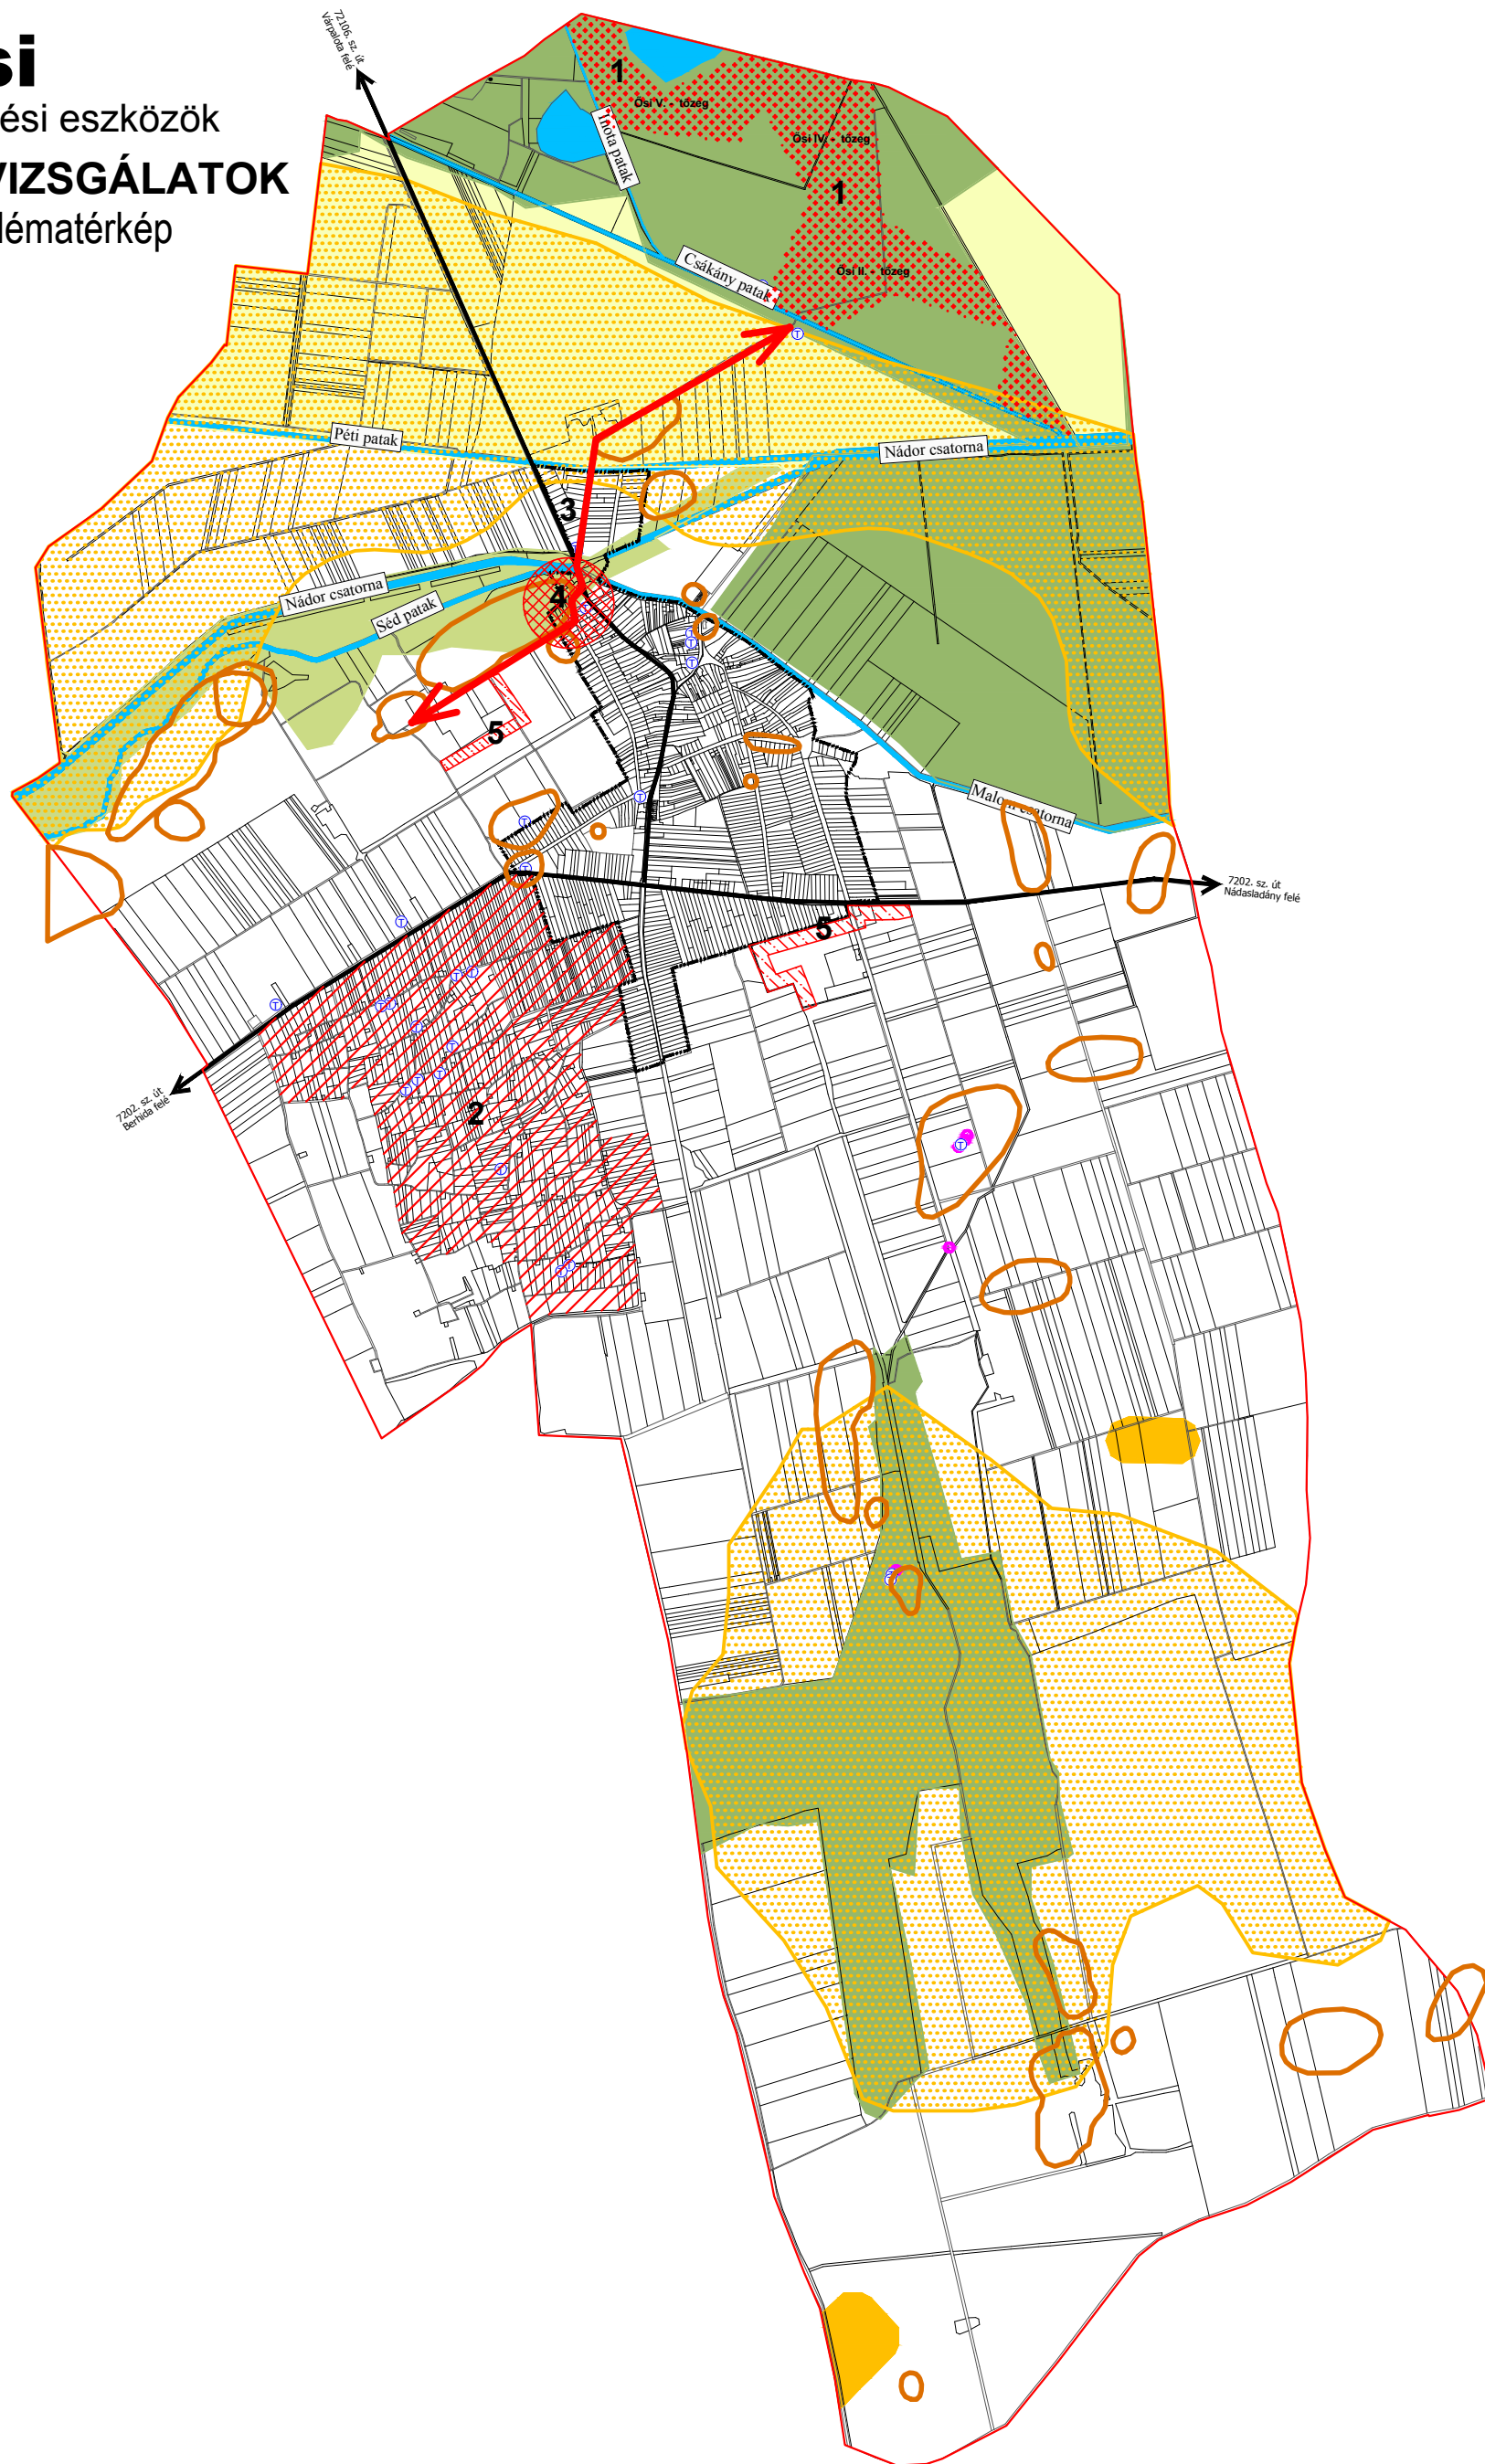 si
ési eszközök
VIZSGÁLATOK
lématérkép
72106. sz. út
Várpalota felé
1
Ősi V. - tőzeg
Inota patak
Ősi IV. - tőzeg
1
Csákány patak
Ősi II. - tőzeg
Péti patak
Nádor csatorna
3
Nádor csatorna
4
Séd patak
5
Malom csatorna
7202. sz. út
Nádasladány felé
5
7202. sz. út
Berhida felé
2